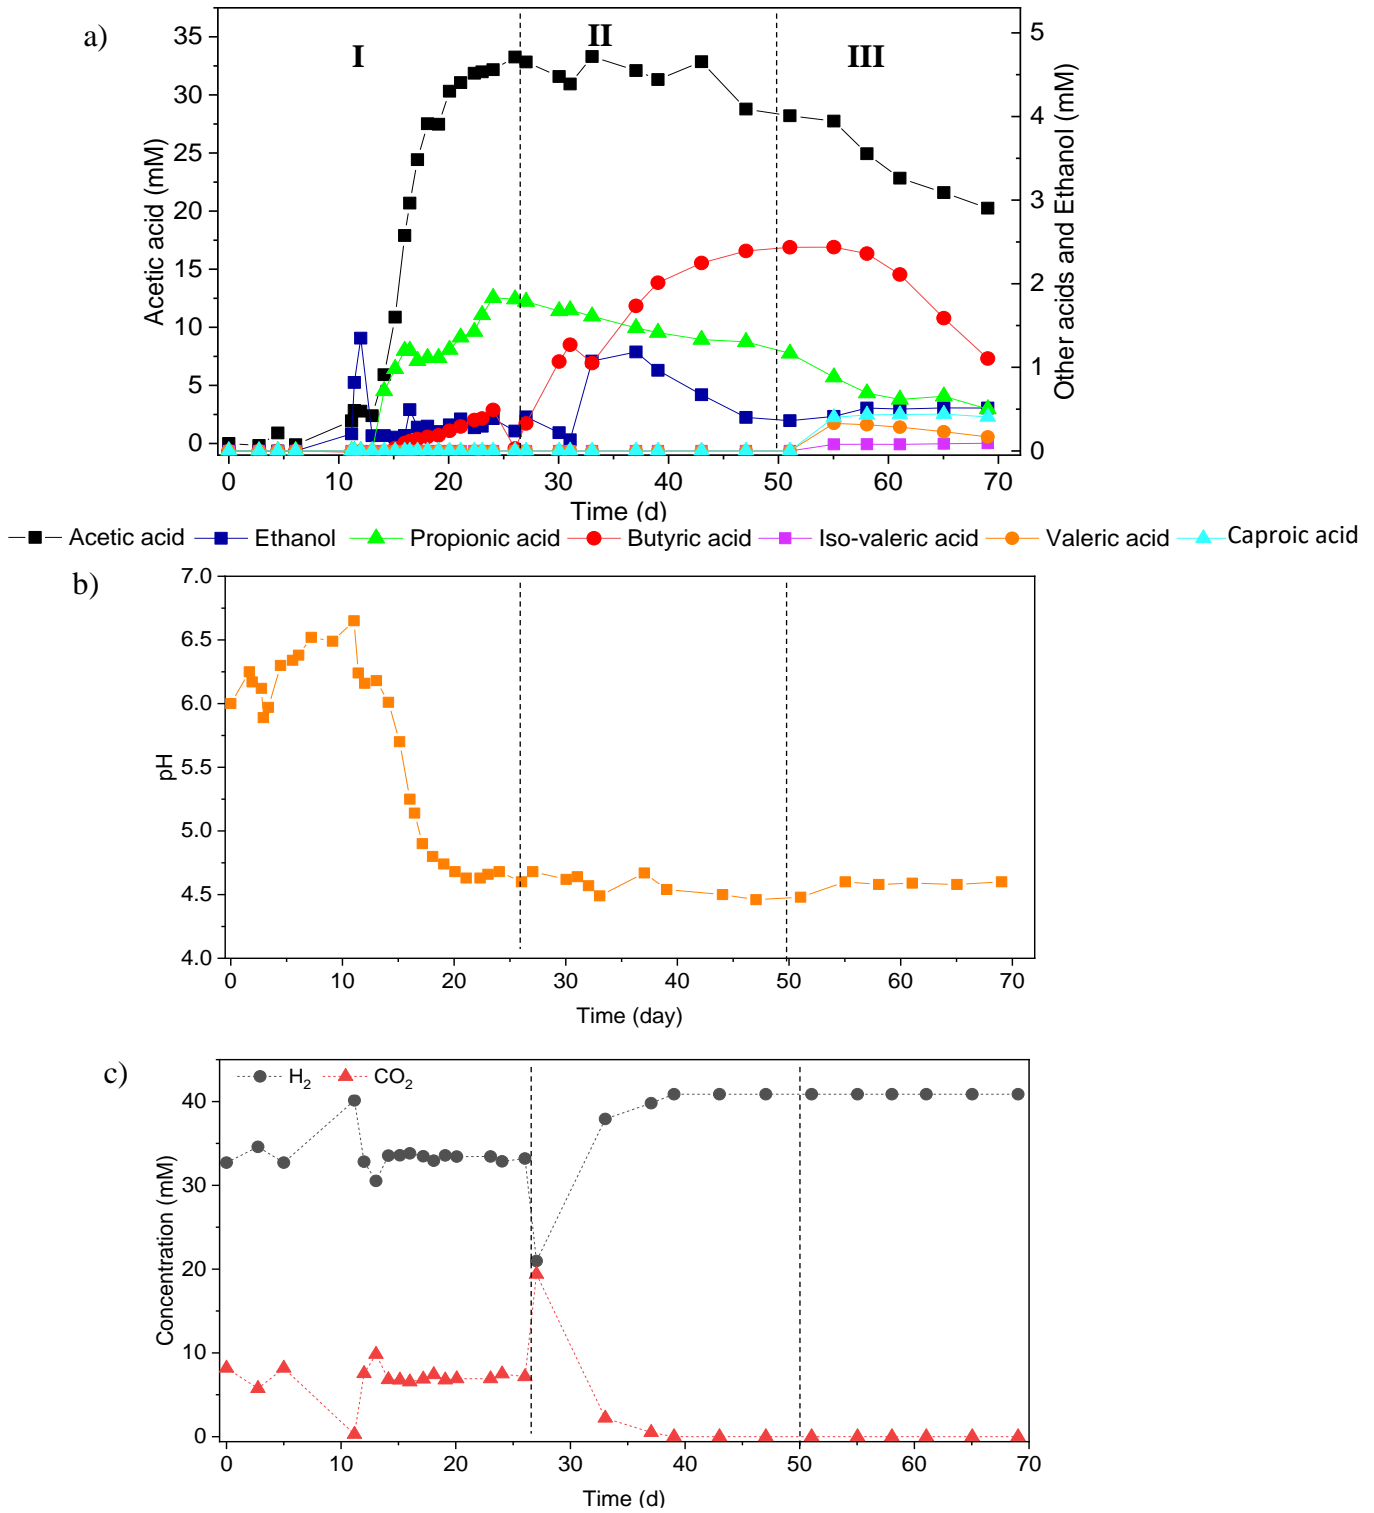 a)
I II III
35
30
25
20
15
10
5
0
Acetic acid (mM)
5
4
3
2
1
0
Other acids and Ethanol (mM)
0 10 20 30 40 50 60 70
Time (d)
Acetic acid Ethanol Propionic acid Butyric acid Iso-valeric acid Valeric acid Caproic acid
b)
7.0
6.5
6.0
5.5
5.0
4.5
4.0
pH
0 10 20 30 40 50 60 70
Time (day)
c)
H2 CO2
40
30
20
10
0
Concentration (mM)
0 10 20 30 40 50 60 70
Time (d)